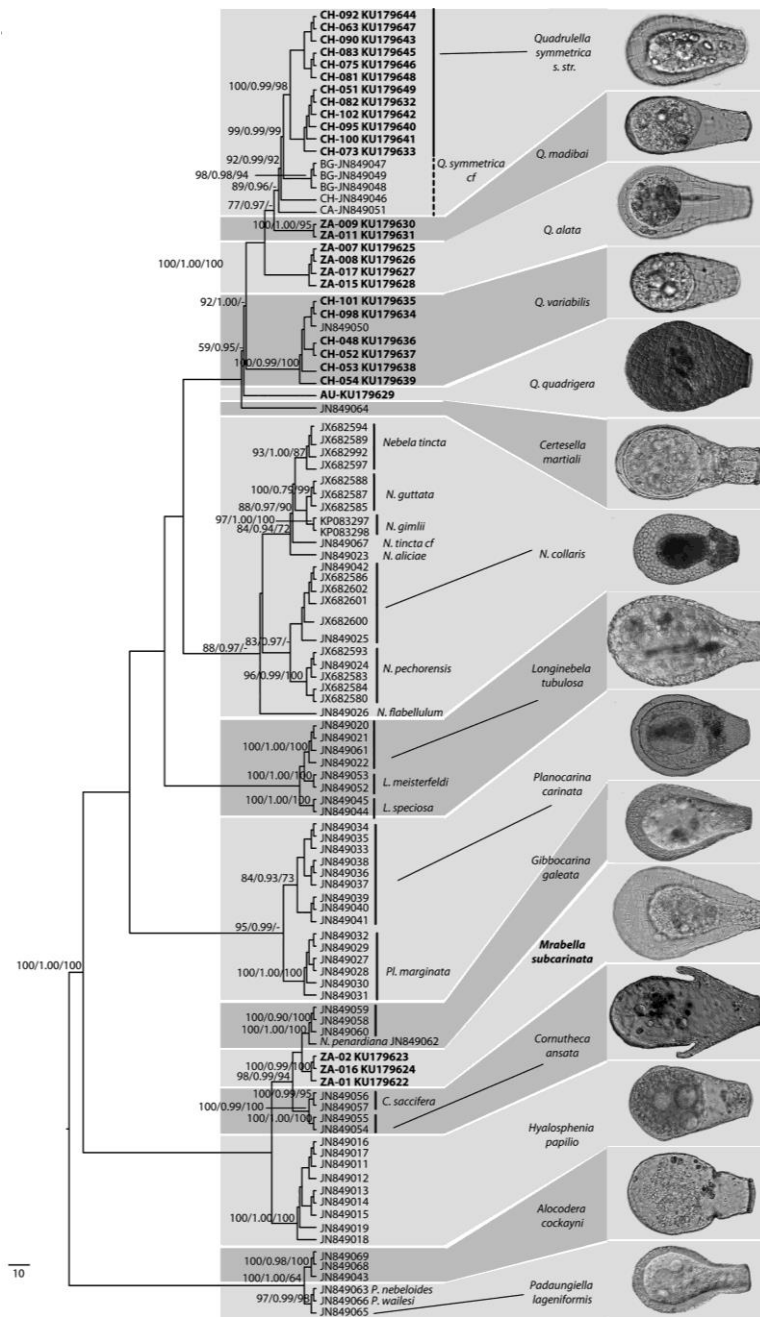 CH-092 KU179644
CH-063 KU179647
CH-090 KU179643
CH-083 KU179645
CH-075 KU179646
CH-081 KU179648
CH-051 KU179649
CH-082 KU179632
CH-102 KU179642
CH-095 KU179640
CH-100 KU179641
CH-073 KU179633
BG-JN849047
BG-JN849049
BG-JN849048
CH-JN849046
CA-JN849051
ZA-009 KU179630
ZA-011 KU179631
ZA-007 KU179625
ZA-008 KU179626
ZA-017 KU179627
ZA-015 KU179628
CH-101 KU179635
CH-098 KU179634
JN849050
CH-048 KU179636
CH-052 KU179637
CH-053 KU179638
CH-054 KU179639
AU-KU179629
JN849064
JX682594
JX682589
JX682992
JX682597
JX682588
JX682587
JX682585
KP083297
KP083298
JN849067 N. tincta cf
JN849023 N. aliciae
JN849042
JX682586
JX682602
JX682601
JX682600
JN849025
JX682593
JN849024
JX682583
JX682584
JX682580
JN849026 N. flabellulum
JN849020
JN849021
JN849061
JN849022
JN849053
JN849052
JN849045
JN849044
JN849034
JN849035
JN849033
JN849038
JN849036
JN849037
JN849039
JN849040
JN849041
JN849032
JN849029
JN849027
JN849028
JN849030
JN849031
JN849059
JN849058
JN849060
N. penardiana JN849062
ZA-02 KU179623
ZA-016 KU179624
ZA-01 KU179622
JN849056
JN849057
JN849055
JN849054
JN849016
JN849017
JN849011
JN849012
JN849013
JN849014
JN849015
JN849019
JN849018
JN849069
JN849068
JN849043
JN849063 P. nebeloides
JN849066 P. wailesi
JN849065
100/0.99/98
99/0.99/99
92/0.99/92
98/0.98/94
89/0.96/-
77/0.97/-
100/1.00/95
100/1.00/100
92/1.00/-
59/0.95/-
100/0.99/100
93/1.00/87
100/0.79/99
88/0.97/90
97/1.00/100
84/0.94/72
83/0.97/-
88/0.97/-
96/0.99/100
100/1.00/100
100/1.00/100
100/1.00/100
84/0.93/73
95/0.99/-
100/1.00/100
100/1.00/100
100/0.90/100
100/1.00/100
100/0.99/100
98/0.99/94
100/0.99/95
100/0.99/100
100/1.00/100
100/1.00/100
100/0.98/100
100/1.00/64
97/0.99/98
10
Q. symmetrica
cf
Nebela tincta
N. guttata
N. gimlii
N. pechorensis
L. meisterfeldi
L. speciosa
Pl. marginata
C. saccifera
Quadrulella
symmetrica
s. str.
Q. madibai
Q. alata
Q. variabilis
Q. quadrigera
Certesella
martiali
N. collaris
Longinebela
tubulosa
Planocarina
carinata
Gibbocarina
galeata
Mrabella
subcarinata
Cornutheca
ansata
Hyalosphenia
papilio
Alocodera
cockayni
Padaungiella
lageniformis